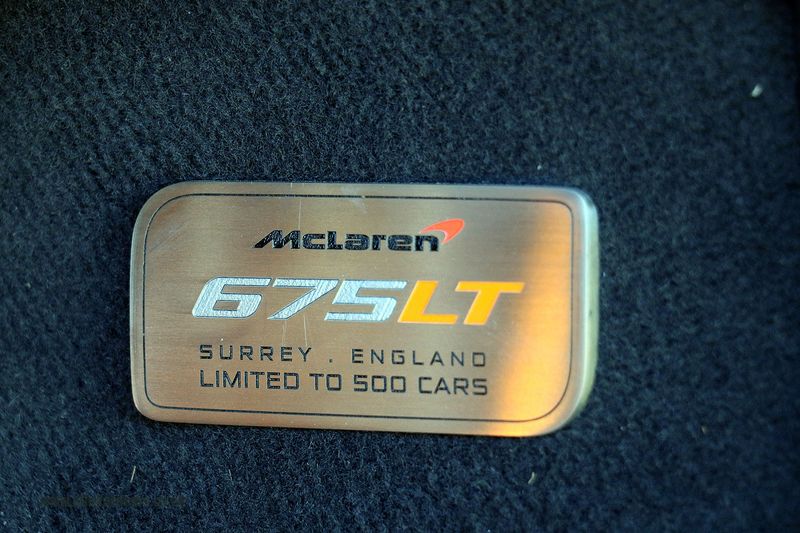 McLaren
675LT
SURREY . ENGLAND
LIMITED TO 500 CARS